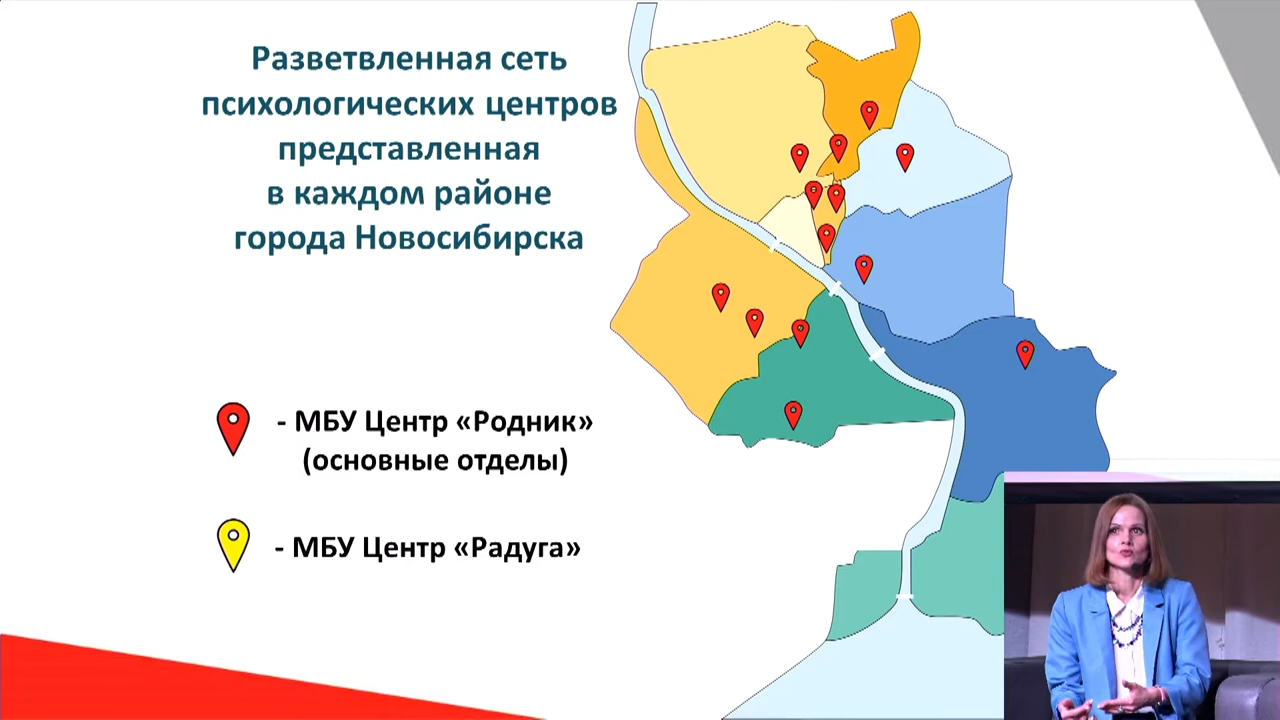 Разветвленная сеть
психологических центров
представленная
в каждом районе
города Новосибирска
- МБУ Центр «Родник»
(основные отделы)
- МБУ Центр «Радуга»